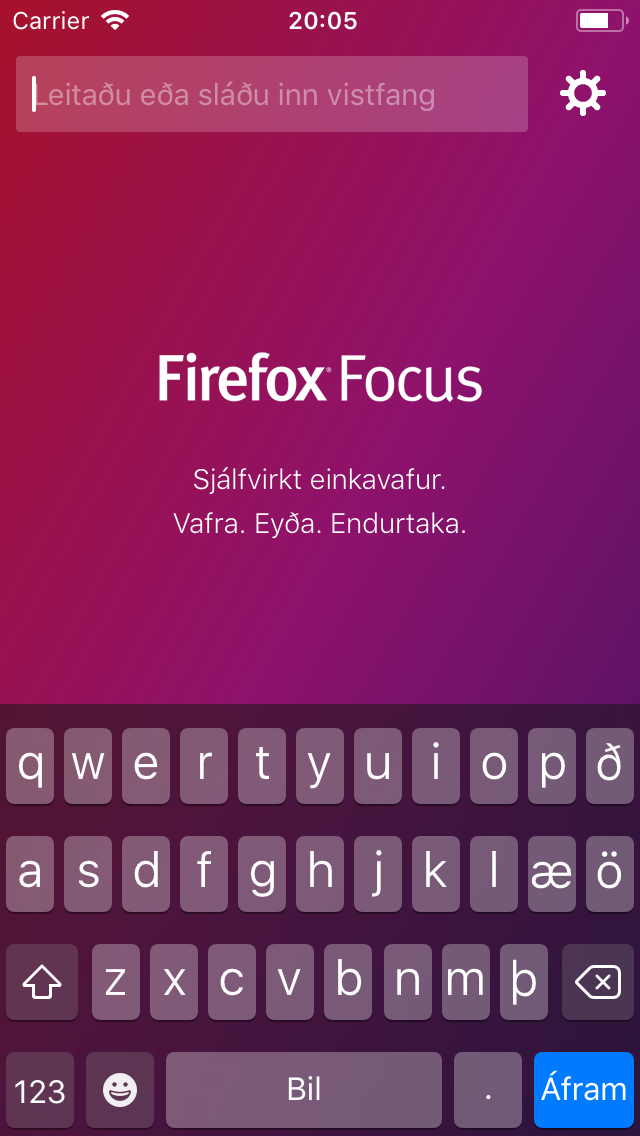 Carrier 20:05
Leitaðu eða sláðu inn vistfang
Firefox® Focus
Sjálfvirkt einkavafur.
Vafra. Eyða. Endurtaka.
q w e r t y u i o p ð
a s d f g h j k l æ ö
z x c v b n m þ
123 Bil . Áfram